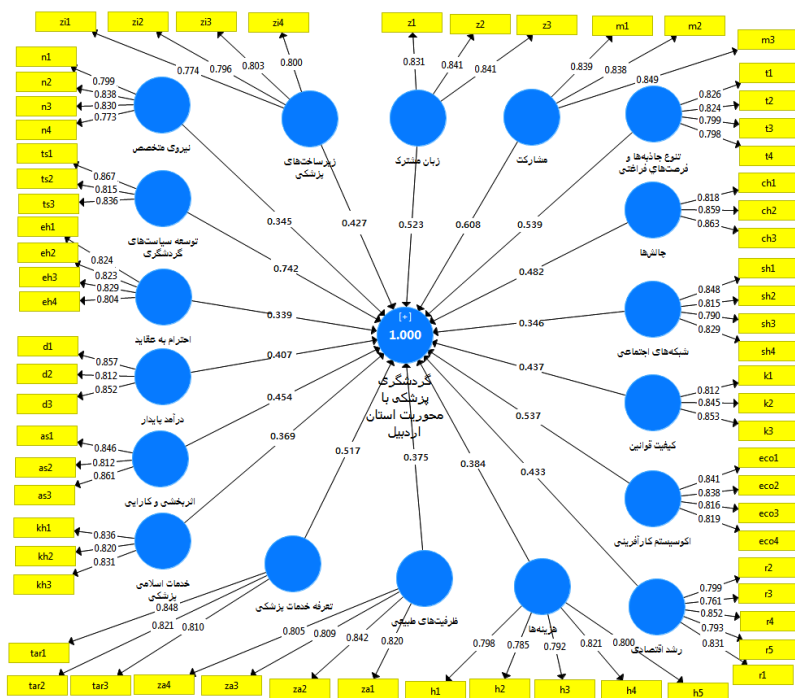 zi1
zi2
zi3
zi4
z1
z2
z3
m1
m2
m3
0.774
0.796
0.803
0.800
0.831
0.841
0.841
0.839
0.838
0.849
n1
n2
n3
n4
0.799
0.838
0.830
0.773
نیروی متخصص
زیرساخت‌های
پزشکی
زبان مشترک
مشارکت
t1
t2
t3
t4
0.826
0.824
0.799
0.798
تنوع جاذبه‌ها و
فرصت‌های فراغتی
ts1
ts2
ts3
0.867
0.815
0.836
توسعه سیاست‌های
گردشگری
ch1
ch2
ch3
0.818
0.859
0.863
چالش‌ها
eh1
eh2
eh3
eh4
0.824
0.823
0.829
0.804
احترام به عقاید
sh1
sh2
sh3
sh4
0.848
0.815
0.790
0.829
شبکه‌های اجتماعی
0.345
0.427
0.523
0.608
0.539
0.742
0.482
0.339
0.346
0.407
0.437
0.454
0.537
0.369
0.517
0.375
0.384
0.433
[+]
1.000
گردشگری
پزشکی با
محوریت استان
اردبیل
d1
d2
d3
0.857
0.812
0.852
درآمد پایدار
k1
k2
k3
0.812
0.845
0.853
کیفیت قوانین
as1
as2
as3
0.846
0.812
0.861
اثربخشی و کارایی
eco1
eco2
eco3
eco4
0.841
0.838
0.816
0.819
اکوسیستم کارآفرینی
kh1
kh2
kh3
0.836
0.820
0.831
خدمات اسلامی
پزشکی
تعرفه خدمات پزشکی
ظرفیت‌های طبیعی
هزینه‌ها
رشد اقتصادی
r2
r3
r4
r5
r1
0.799
0.761
0.852
0.793
0.831
0.848
0.821
0.810
0.805
0.809
0.842
0.820
0.798
0.785
0.792
0.821
0.800
tar1
tar2
tar3
za4
za3
za2
za1
h1
h2
h3
h4
h5